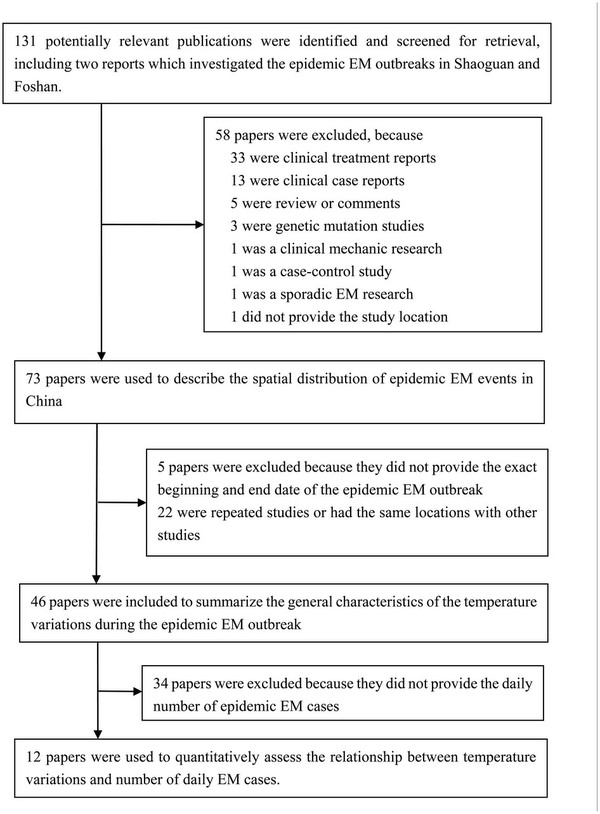 131 potentially relevant publications were identified and screened for retrieval,
including two reports which investigated the epidemic EM outbreaks in Shaoguan and
Foshan.
58 papers were excluded, because
33 were clinical treatment reports
13 were clinical case reports
5 were review or comments
3 were genetic mutation studies
1 was a clinical mechanic research
1 was a case-control study
1 was a sporadic EM research
1 did not provide the study location
73 papers were used to describe the spatial distribution of epidemic EM events in
China
5 papers were excluded because they did not provide the exact
beginning and end date of the epidemic EM outbreak
22 were repeated studies or had the same locations with other
studies
46 papers were included to summarize the general characteristics of the temperature
variations during the epidemic EM outbreak
34 papers were excluded because they did not provide the daily
number of epidemic EM cases
12 papers were used to quantitatively assess the relationship between temperature
variations and number of daily EM cases.